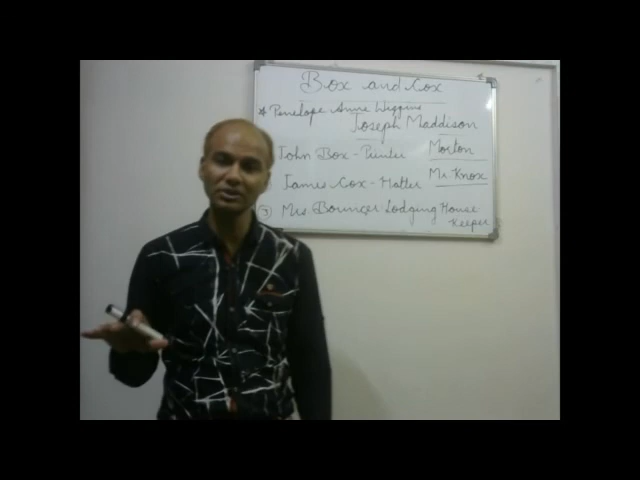 Box and Cox
* Penelope Anne Wiggins
Joseph Maddison
John Box - Printer Morton
James Cox - Hatter Mr. Knox
③ Mrs Bouncer - Lodging House
Keeper